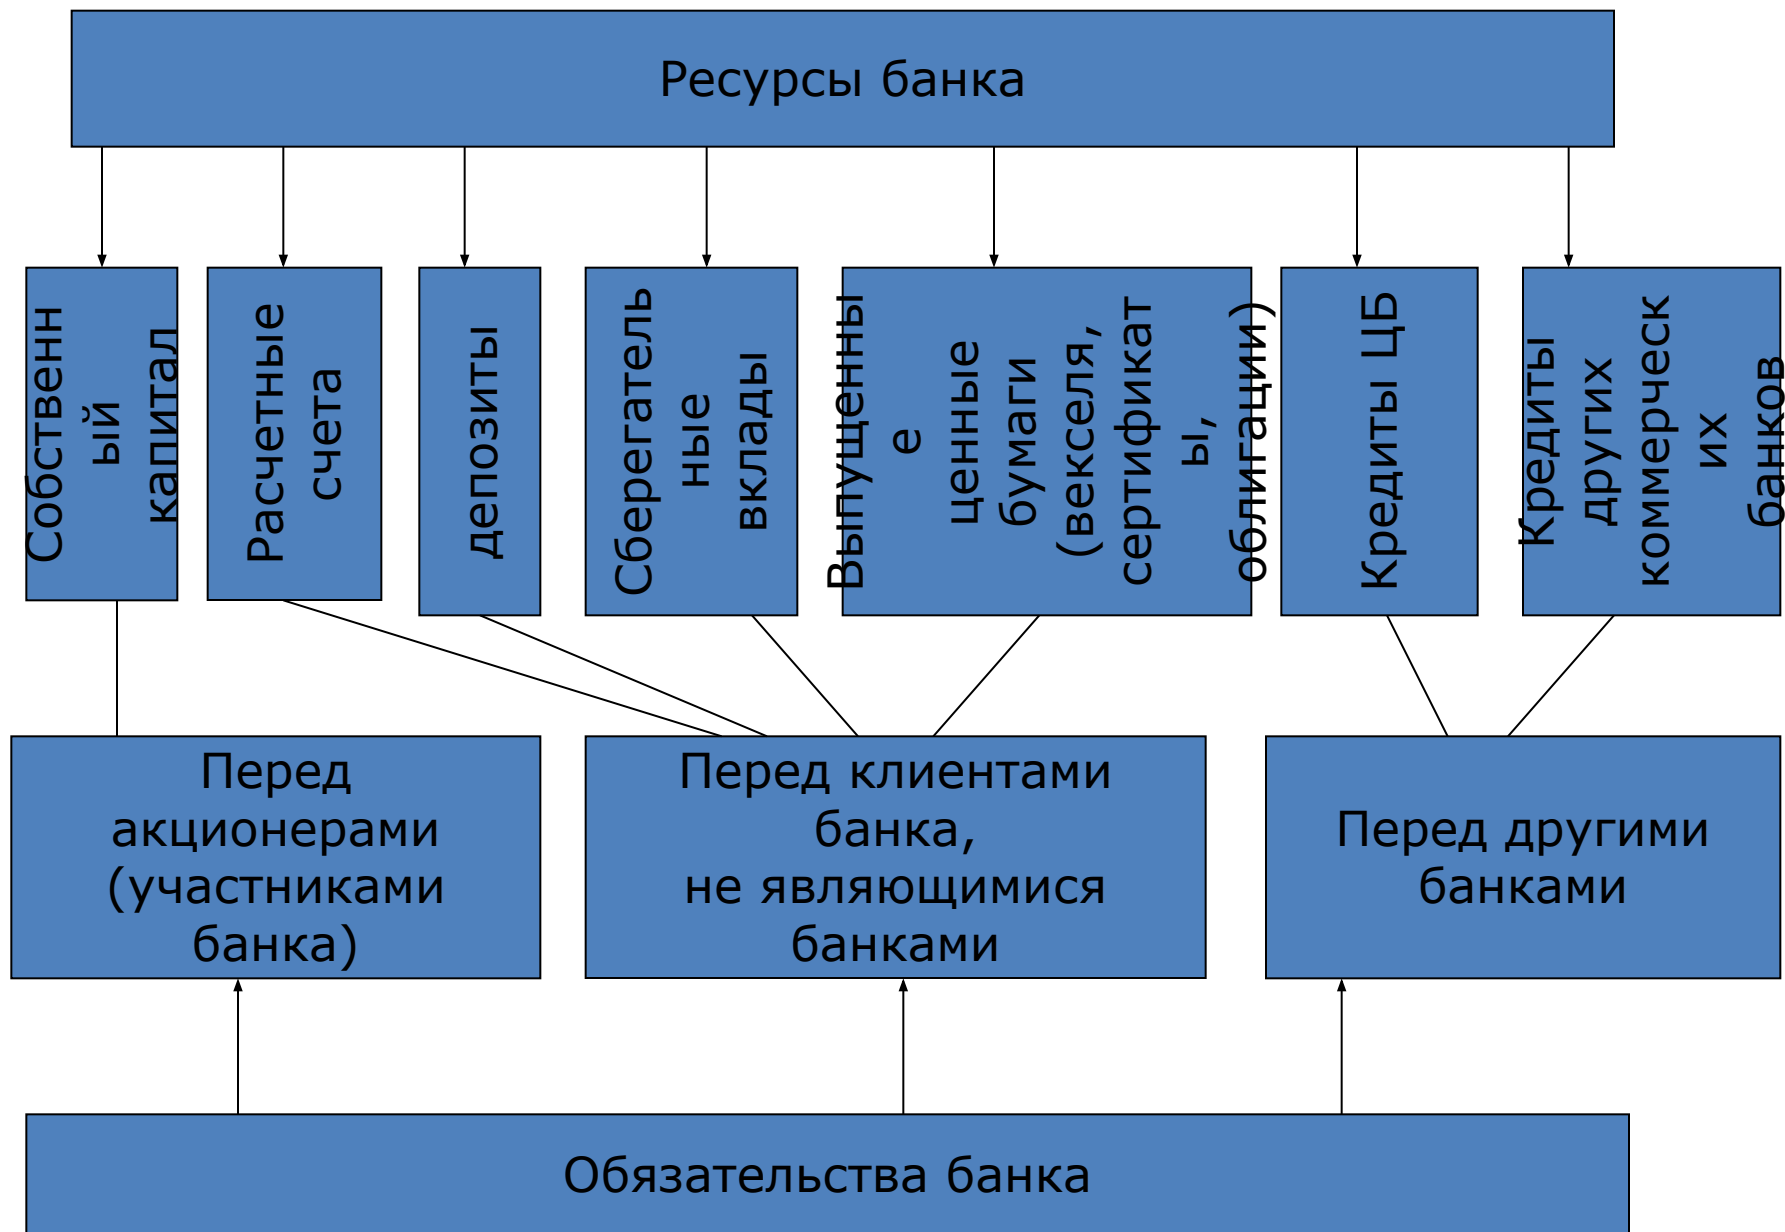 Ресурсы банка
Собственн
ый
капитал
Расчетные
счета
депозиты
Сберегатель
ные
вклады
Выпущенны
е
ценные
бумаги
(векселя,
сертификат
ы,
облигации)
Кредиты ЦБ
Кредиты
других
коммерческ
их
банков
Перед
акционерами
(участниками
банка)
Перед клиентами
банка,
не являющимися
банками
Перед другими
банками
Обязательства банка